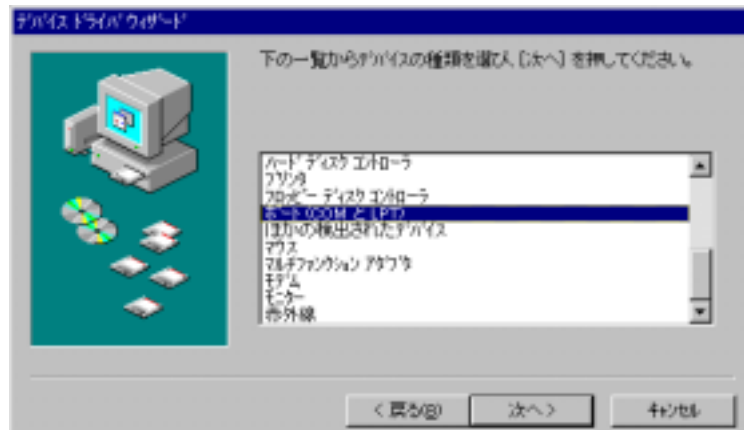 デバイス ドライバ ウィザード
下の一覧からデバイスの種類を選び、[次へ] を押してください。
ハード ディスク コントローラ
プリンタ
フロッピー ディスク コントローラ
ポート (COM と LPT)
ほかの検出されたデバイス
マウス
マルチファンクション アダプタ
モデム
モニター
赤外線
< 戻る(B)
次へ >
キャンセル